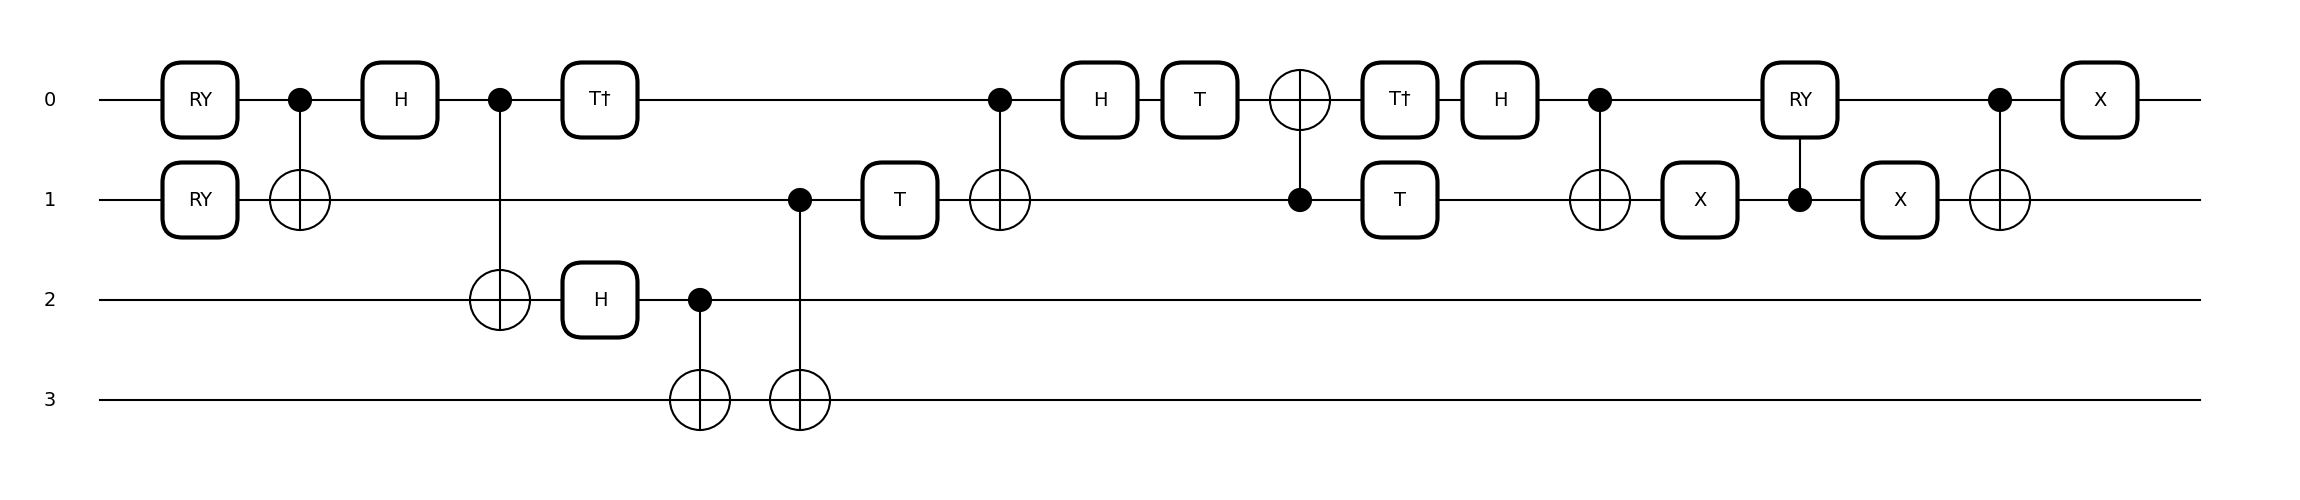 0 RY H T† H T T† H RY X
1 RY T T X X
2 H
3